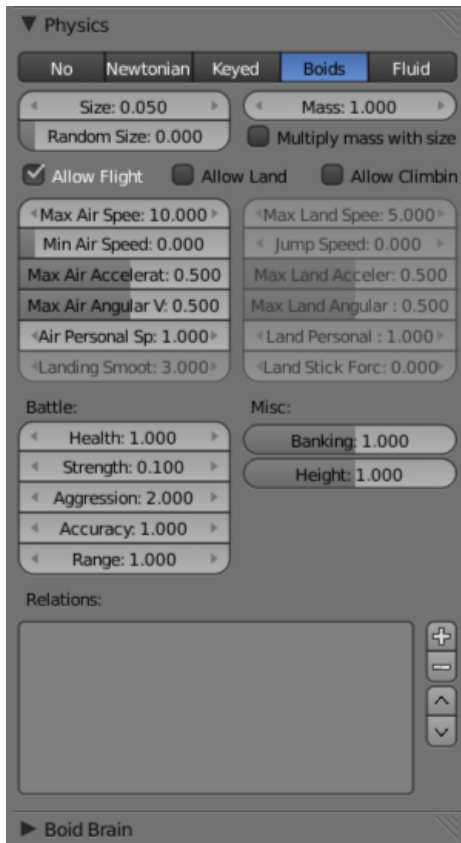 Physics
No Newtonian Keyed Boids Fluid
Size: 0.050 Mass: 1.000
Random Size: 0.000 Multiply mass with size
Allow Flight Allow Land Allow Climbin
Max Air Spee: 10.000 Max Land Spee: 5.000
Min Air Speed: 0.000 Jump Speed: 0.000
Max Air Accelerat: 0.500 Max Land Acceler: 0.500
Max Air Angular V: 0.500 Max Land Angular : 0.500
Air Personal Sp: 1.000 Land Personal : 1.000
Landing Smoot: 3.000 Land Stick Forc: 0.000
Battle: Misc:
Health: 1.000 Banking: 1.000
Strength: 0.100 Height: 1.000
Aggression: 2.000
Accuracy: 1.000
Range: 1.000
Relations:
Boid Brain